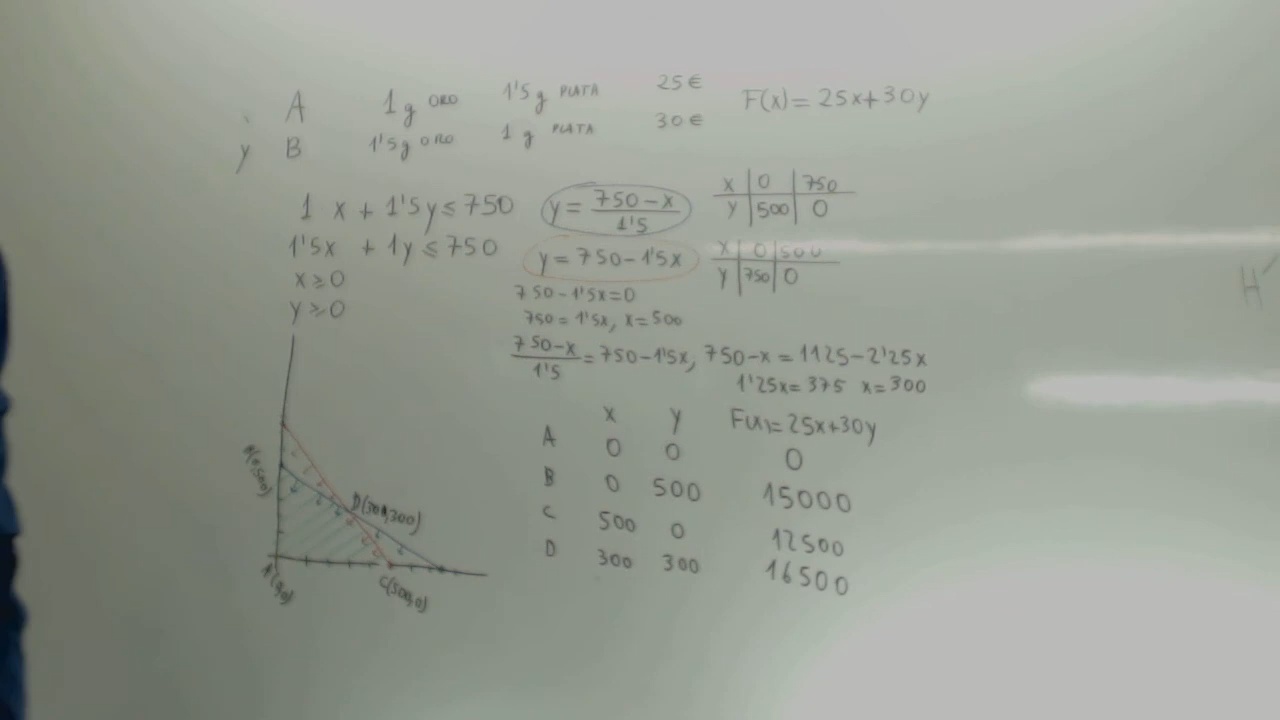 A 1g ORO 1'5g PLATA 25€ F(x)=25x+30y
y B 1'5g ORO 1g PLATA 30€
1 x + 1'5y ≤ 750 y = (750-x)/1'5 x | 0 | 750
y | 500 | 0
1'5x + 1y ≤ 750 y = 750-1'5x x | 0 | 500
y | 750 | 0
x ≥ 0
y ≥ 0
750-1'5x=0
750=1'5x, x=500
(750-x)/1'5 = 750-1'5x, 750-x = 1125-2'25x
1'25x=375 x=300
x y F(x)=25x+30y
A 0 0 0
B 0 500 15000
C 500 0 12500
D 300 300 16500
B(0,500)
D(300,300)
A(0,0)
C(500,0)
H